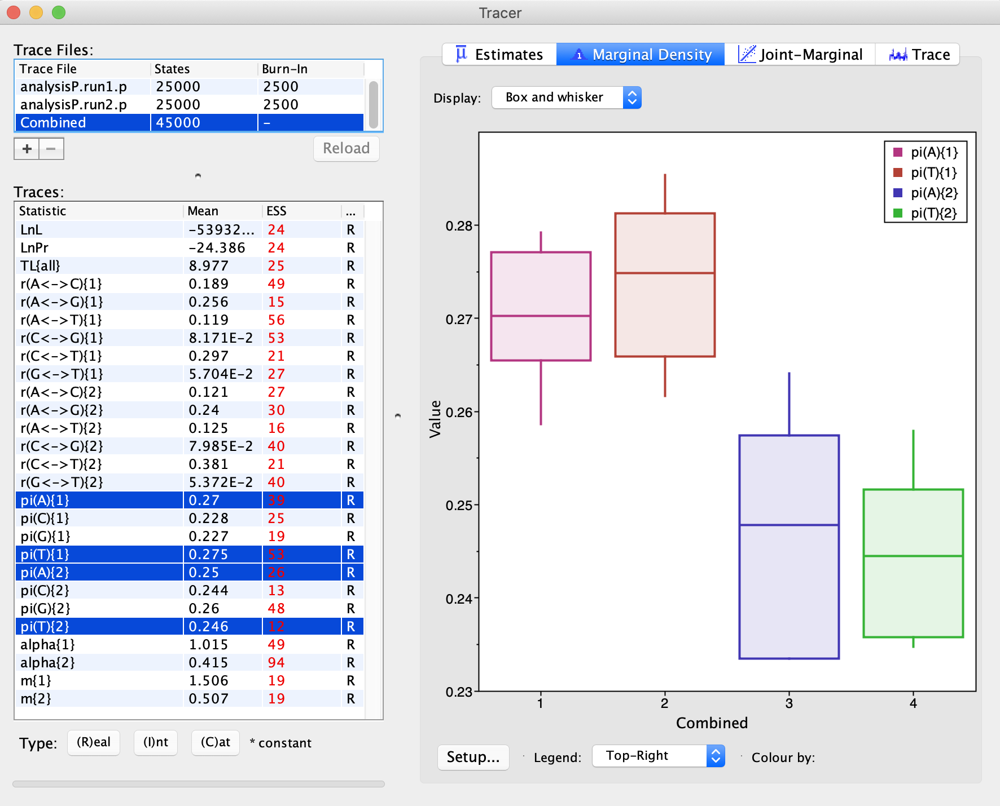 Tracer
Trace Files:
Trace File States Burn-In
analysisP.run1.p 25000 2500
analysisP.run2.p 25000 2500
Combined 45000 -
+ −
Reload
Traces:
Statistic Mean ESS ...
LnL -53932... 24 R
LnPr -24.386 24 R
TL{all} 8.977 25 R
r(A<->C){1} 0.189 49 R
r(A<->G){1} 0.256 15 R
r(A<->T){1} 0.119 56 R
r(C<->G){1} 8.171E-2 53 R
r(C<->T){1} 0.297 21 R
r(G<->T){1} 5.704E-2 27 R
r(A<->C){2} 0.121 27 R
r(A<->G){2} 0.24 30 R
r(A<->T){2} 0.125 16 R
r(C<->G){2} 7.985E-2 40 R
r(C<->T){2} 0.381 21 R
r(G<->T){2} 5.372E-2 40 R
pi(A){1} 0.27 39 R
pi(C){1} 0.228 25 R
pi(G){1} 0.227 19 R
pi(T){1} 0.275 53 R
pi(A){2} 0.25 26 R
pi(C){2} 0.244 13 R
pi(G){2} 0.26 48 R
pi(T){2} 0.246 12 R
alpha{1} 1.015 49 R
alpha{2} 0.415 94 R
m{1} 1.506 19 R
m{2} 0.507 19 R
Type: (R)eal (I)nt (C)at * constant
Estimates Marginal Density Joint-Marginal Trace
Display: Box and whisker
pi(A){1}
pi(T){1}
pi(A){2}
pi(T){2}
Value
0.28
0.27
0.26
0.25
0.24
0.23
1 2 3 4
Combined
Setup... Legend: Top-Right Colour by: